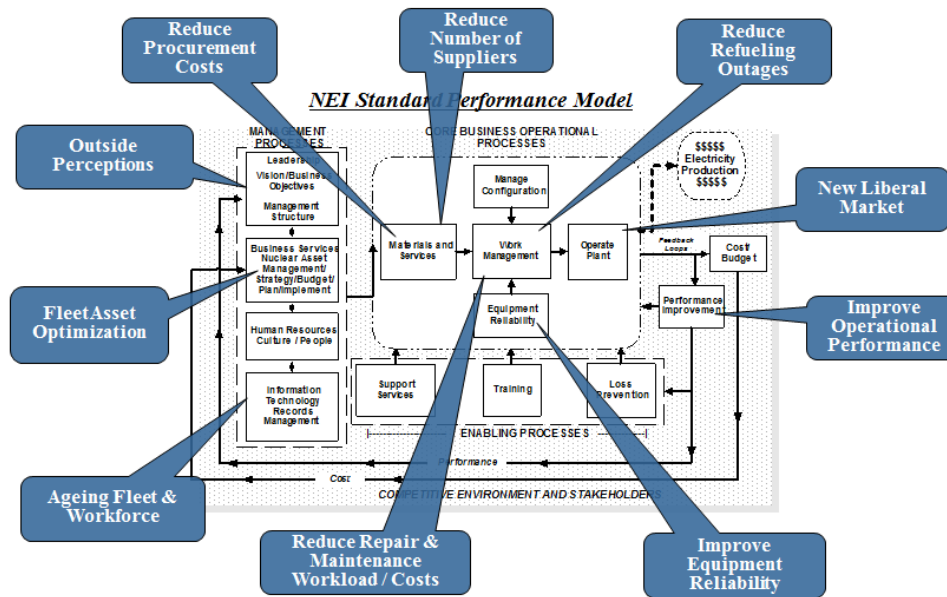 Reduce
Procurement
Costs
Reduce
Number of
Suppliers
Reduce
Refueling
Outages
NEI Standard Performance Model
MANAGEMENT
PROCESSES
CORE BUSINESS OPERATIONAL
PROCESSES
Outside
Perceptions
Leadership
Vision/Business
Objectives
Management
Structure
Manage
Configuration
$$$$$
Electricity
Production
$$$$$
New Liberal
Market
Materials and
Services
Work
Management
Operate
Plant
Feedback
Loops
Cost/
Budget
Business Services
Nuclear Asset
Management/
Strategy/Budget/
Plan/Implement
Fleet Asset
Optimization
Equipment
Reliability
Performance
Improvement
Improve
Operational
Performance
Human Resources
Culture / People
Information
Technology
Records
Management
Support
Services
Training
Loss
Prevention
ENABLING PROCESSES
Performance
Cost
COMPETITIVE ENVIRONMENT AND STAKEHOLDERS
Ageing Fleet &
Workforce
Reduce Repair &
Maintenance
Workload / Costs
Improve
Equipment
Reliability